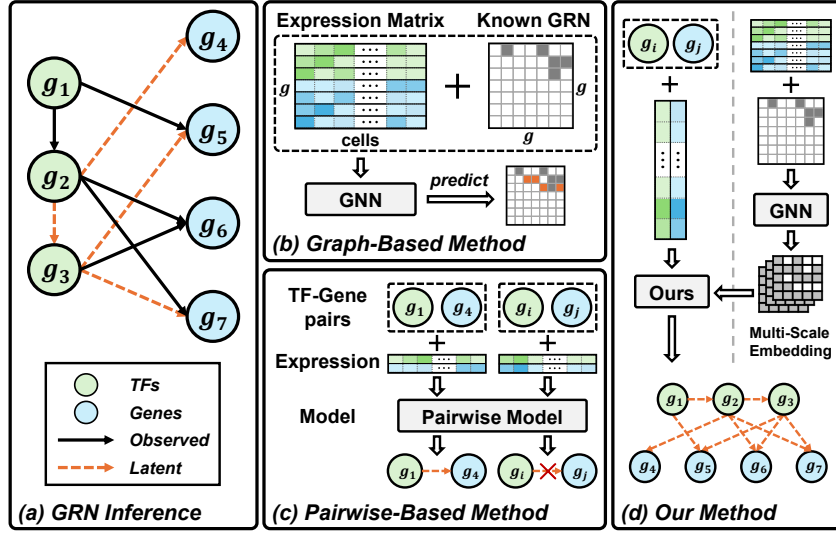 g1
g2
g3
g4
g5
g6
g7
TFs
Genes
Observed
Latent
(a) GRN Inference
Expression Matrix
Known GRN
g
...
...
...
...
...
...
+
g
cells
g
GNN
predict
(b) Graph-Based Method
TF-Gene
pairs
g1 g4
gi gj
+
+
Expression
...
...
...
...
Model
Pairwise Model
g1
g4
gi
gj
(c) Pairwise-Based Method
gi
gj
+
+
GNN
Ours
Multi-Scale
Embedding
g1
g2
g3
g4
g5
g6
g7
(d) Our Method